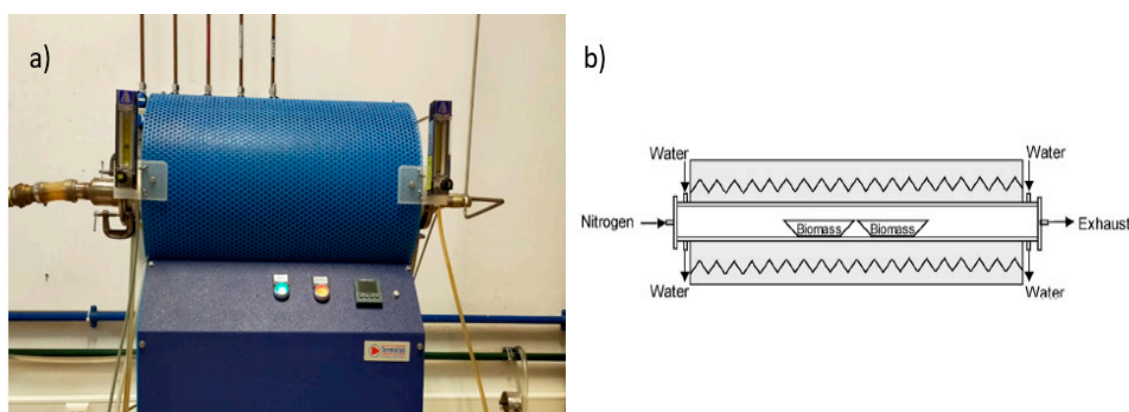 a)
b)
Water
Water
Nitrogen
Biomass
Biomass
Exhaust
Water
Water